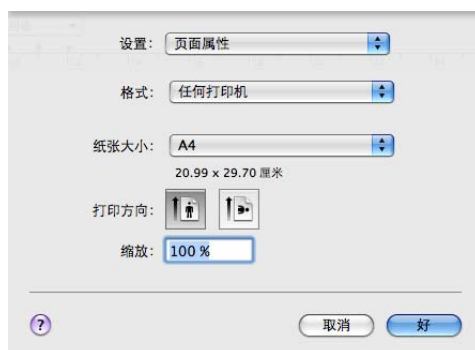 设置: 页面属性
格式: 任何打印机
纸张大小: A4
20.99 x 29.70 厘米
打印方向:
缩放: 100 %
? 取消 好